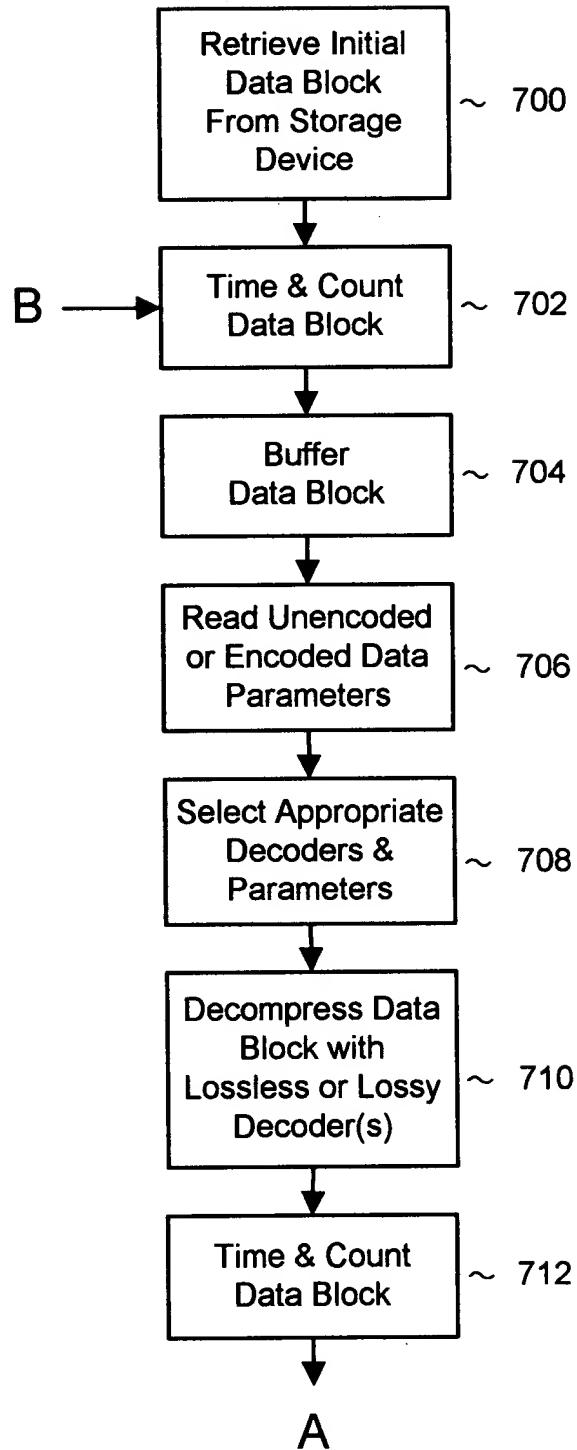 Retrieve Initial
Data Block
From Storage
Device
~ 700
B
Time & Count
Data Block
~ 702
Buffer
Data Block
~ 704
Read Unencoded
or Encoded Data
Parameters
~ 706
Select Appropriate
Decoders &
Parameters
~ 708
Decompress Data
Block with
Lossless or Lossy
Decoder(s)
~ 710
Time & Count
Data Block
~ 712
A